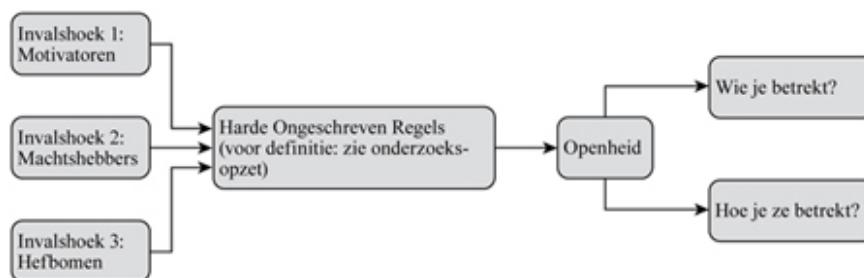 Invalshoek 1:
Motivatoren
Invalshoek 2:
Machtshebbers
Invalshoek 3:
Hefbomen
Harde Ongeschreven Regels
(voor definitie: zie onderzoeks-
opzet)
Openheid
Wie je betrekt?
Hoe je ze betrekt?